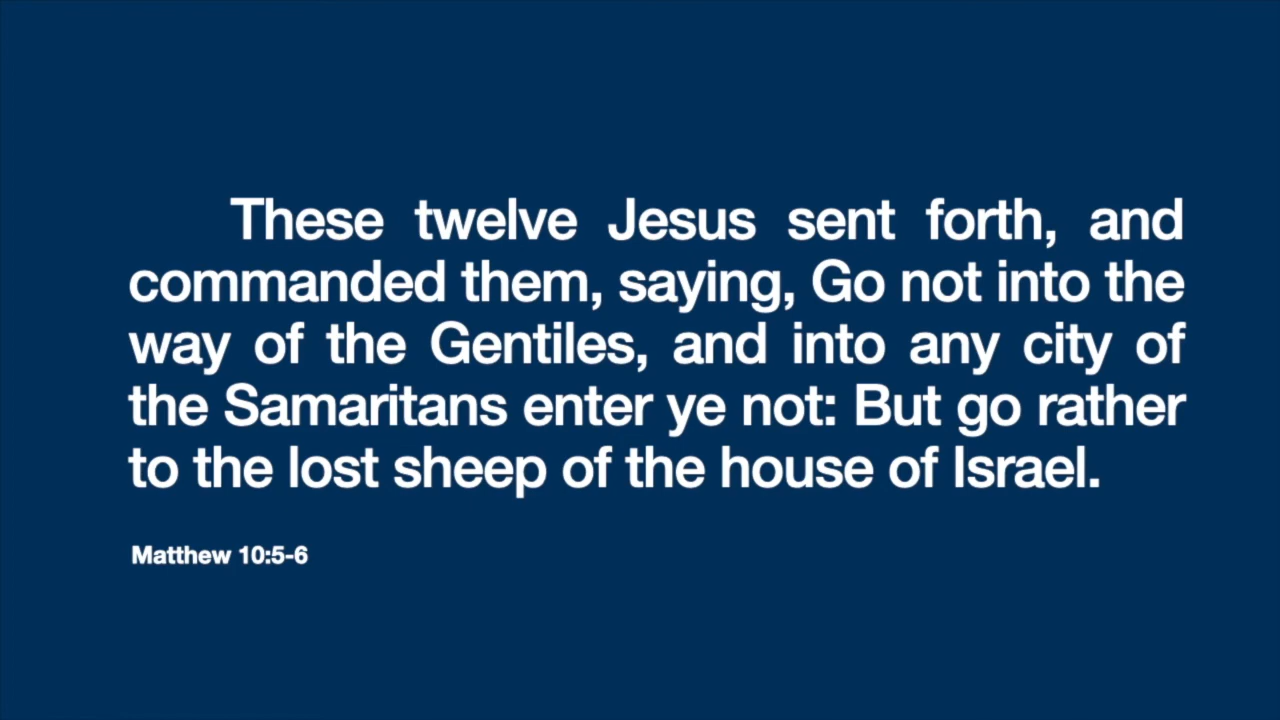 These twelve Jesus sent forth, and
commanded them, saying, Go not into the
way of the Gentiles, and into any city of
the Samaritans enter ye not: But go rather
to the lost sheep of the house of Israel.
Matthew 10:5-6